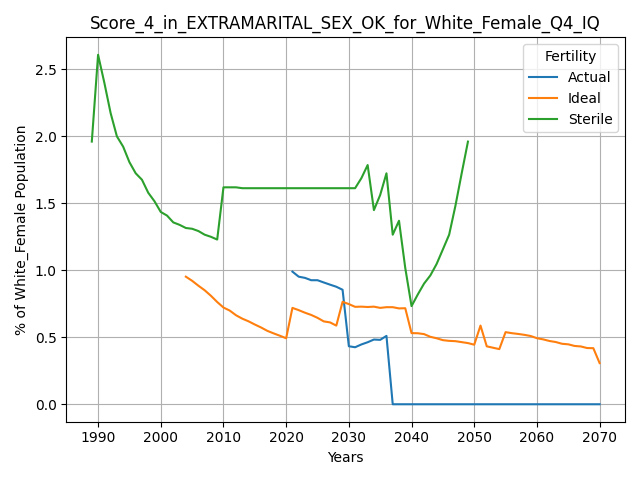 Score_4_in_EXTRAMARITAL_SEX_OK_for_White_Female_Q4_IQ
Fertility
Actual
Ideal
Sterile
% of White_Female Population
2.5
2.0
1.5
1.0
0.5
0.0
1990 2000 2010 2020 2030 2040 2050 2060 2070
Years